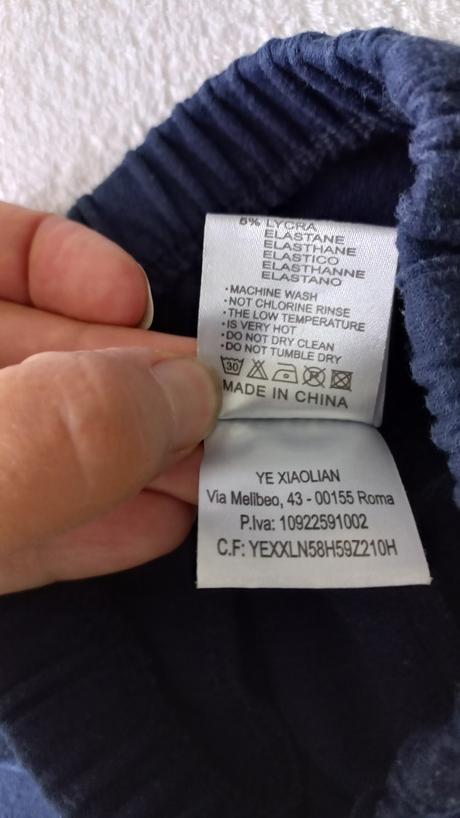 5% LYCRA
ELASTANE
ELASTHANE
ELASTICO
ELASTHANNE
ELASTANO
·MACHINE WASH
·NOT CHLORINE RINSE
·THE LOW TEMPERATURE
·IS VERY HOT
·DO NOT DRY CLEAN
·DO NOT TUMBLE DRY
30
MADE IN CHINA
YE XIAOLIAN
Via Melibeo, 43 - 00155 Roma
P.Iva: 10922591002
C.F: YEXXLN58H59Z210H